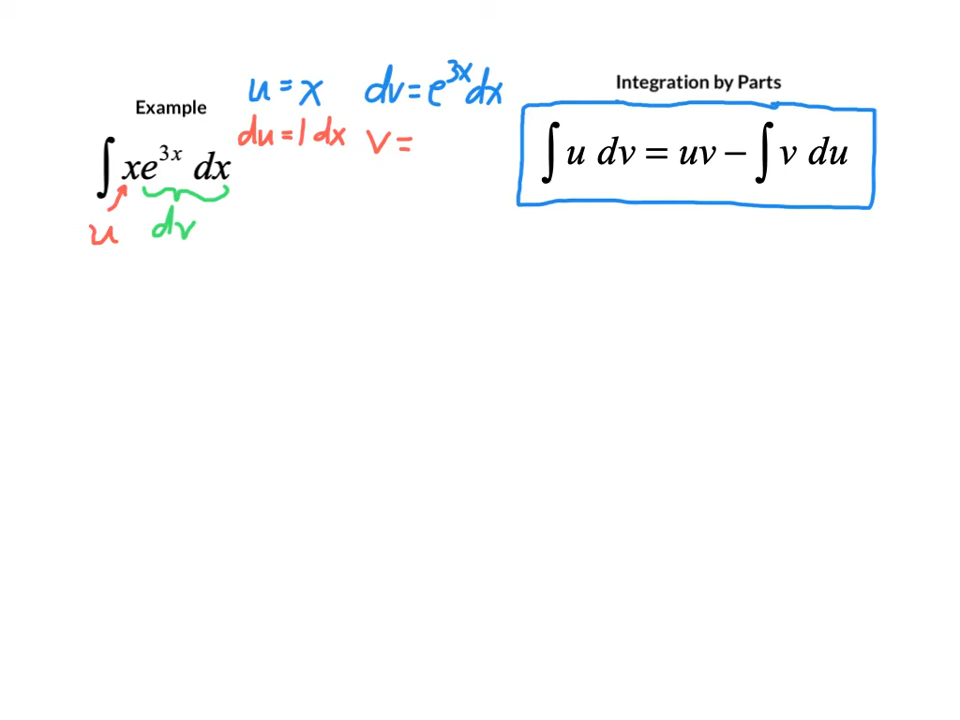 Example
∫ xe^{3x} dx
u dv
u = x dv = e^{3x} dx
du = 1 dx v =
Integration by Parts
∫ u dv = uv − ∫ v du